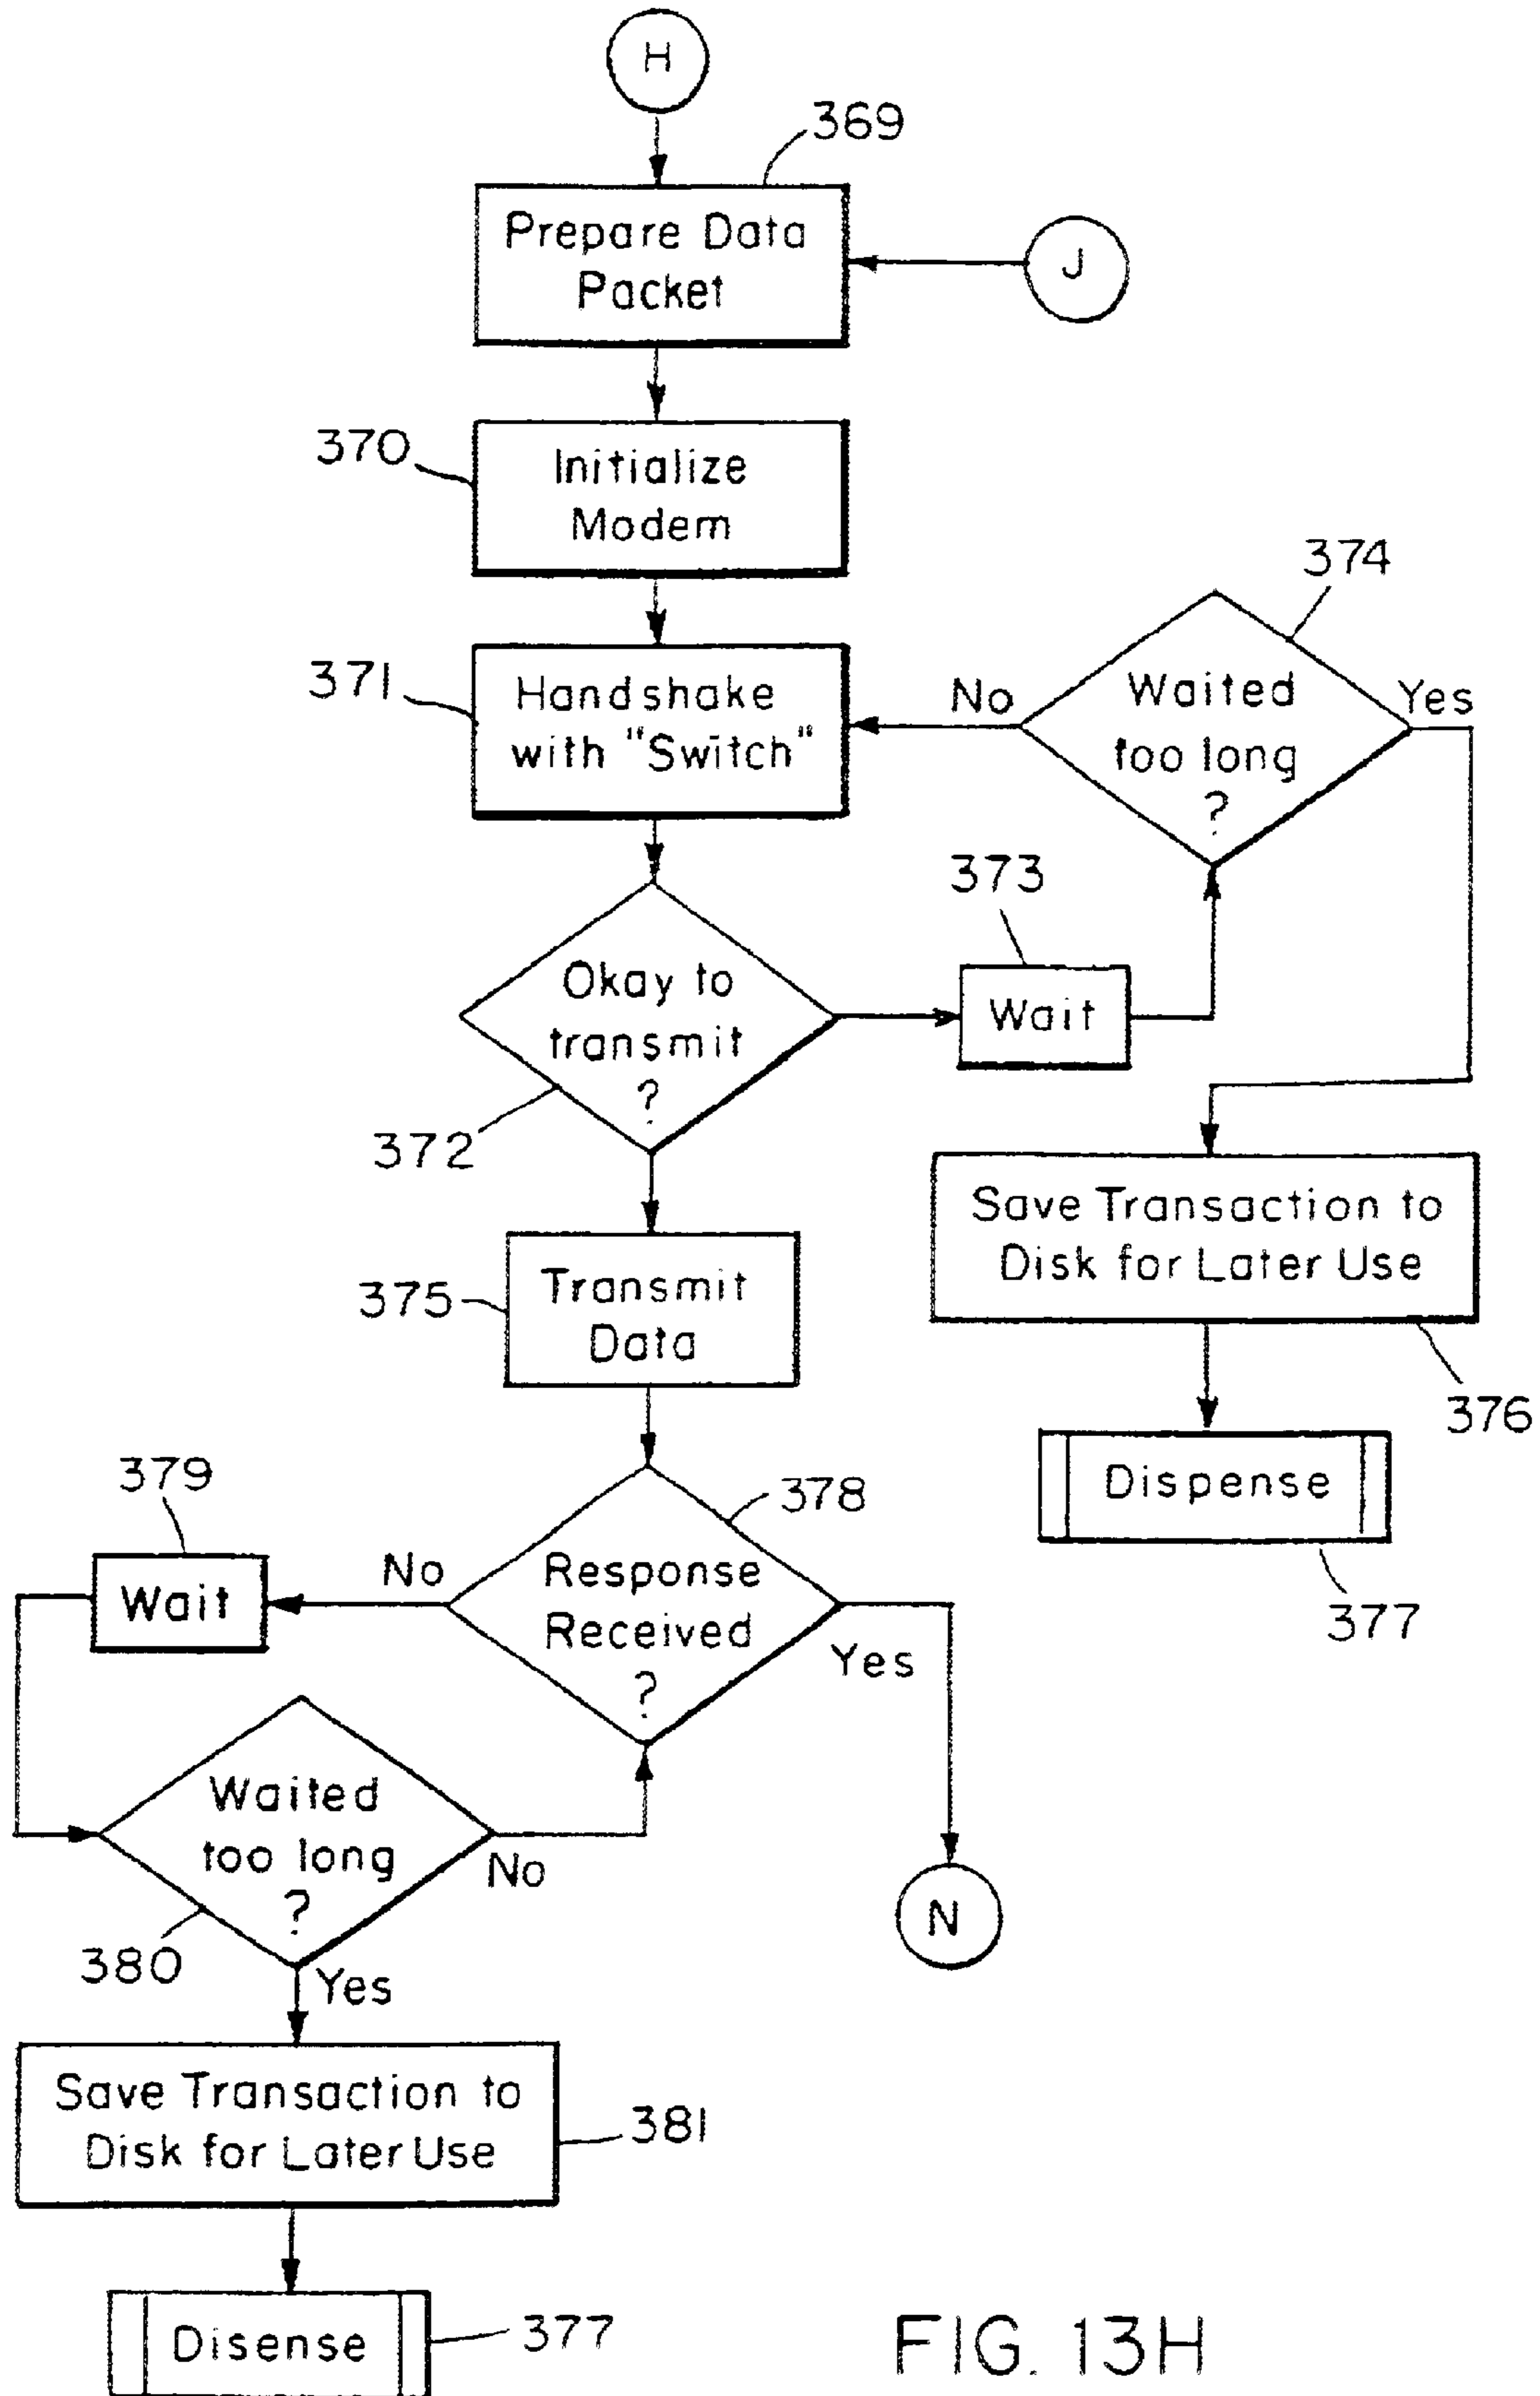 H
369
Prepare Data
Packet
J
370
Initialize
Modem
374
371
Handshake
with "Switch"
No
Waited
too long
?
Yes
373
Okay to
transmit
?
Wait
372
Save Transaction to
Disk for Later Use
375
Transmit
Data
376
379
378
Dispense
Wait
No
Response
Received
?
Yes
377
Waited
too long
?
No
N
380
Yes
Save Transaction to
Disk for Later Use
381
Disense
377
FIG. 13H